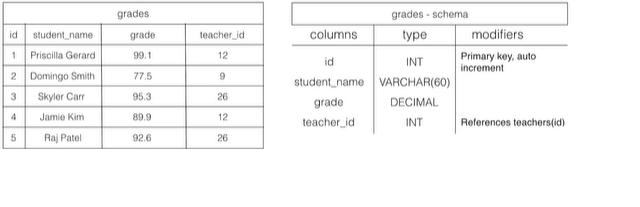 grades
id student_name grade teacher_id
1 Priscilla Gerard 99.1 12
2 Domingo Smith 77.5 9
3 Skyler Carr 95.3 26
4 Jamie Kim 89.9 12
5 Raj Patel 92.6 26
grades - schema
columns type modifiers
id INT Primary key, auto
increment
student_name VARCHAR(60)
grade DECIMAL
teacher_id INT References teachers(id)